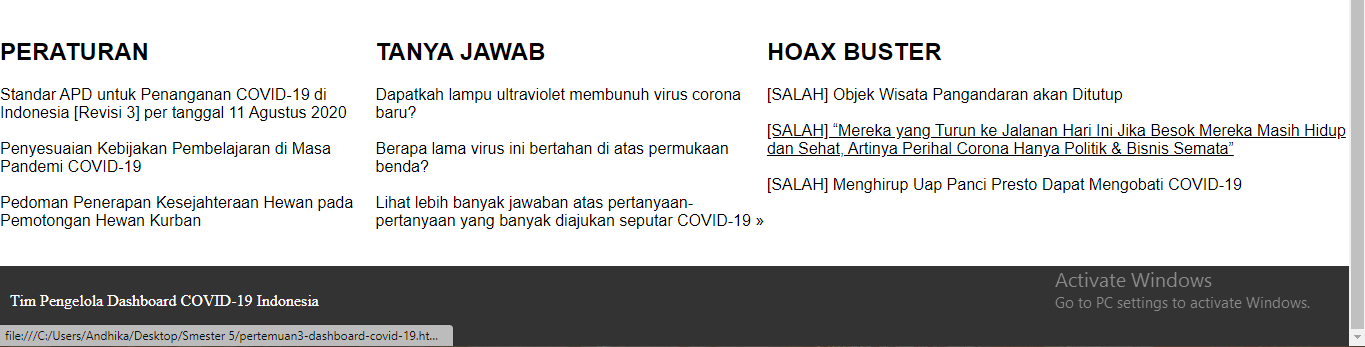 PERATURAN
Standar APD untuk Penanganan COVID-19 di
Indonesia [Revisi 3] per tanggal 11 Agustus 2020
Penyesuaian Kebijakan Pembelajaran di Masa
Pandemi COVID-19
Pedoman Penerapan Kesejahteraan Hewan pada
Pemotongan Hewan Kurban
TANYA JAWAB
Dapatkah lampu ultraviolet membunuh virus corona
baru?
Berapa lama virus ini bertahan di atas permukaan
benda?
Lihat lebih banyak jawaban atas pertanyaan-
pertanyaan yang banyak diajukan seputar COVID-19 »
HOAX BUSTER
[SALAH] Objek Wisata Pangandaran akan Ditutup
[SALAH] “Mereka yang Turun ke Jalanan Hari Ini Jika Besok Mereka Masih Hidup
dan Sehat, Artinya Perihal Corona Hanya Politik & Bisnis Semata”
[SALAH] Menghirup Uap Panci Presto Dapat Mengobati COVID-19
Tim Pengelola Dashboard COVID-19 Indonesia
Activate Windows
Go to PC settings to activate Windows.
file:///C:/Users/Andhika/Desktop/Smester 5/pertemuan3-dashboard-covid-19.ht...